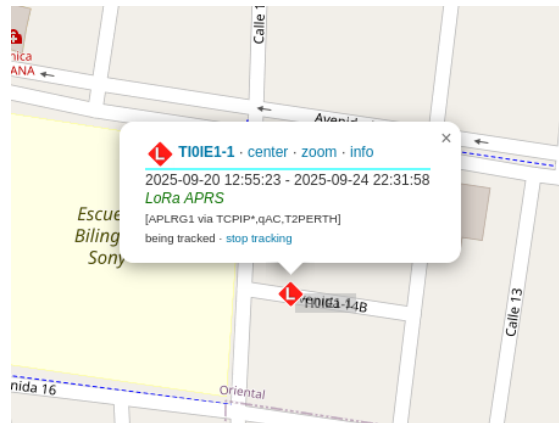 Calle 1
nica
ANA
Avenid
×
L TI0IE1-1 · center · zoom · info
2025-09-20 12:55:23 - 2025-09-24 22:31:58
LoRa APRS
[APLRG1 via TCPIP*,qAC,T2PERTH]
being tracked · stop tracking
Escue
Biling
Sony
L TI0IE1-1
venida 14B
Calle 13
nida 16
Oriental